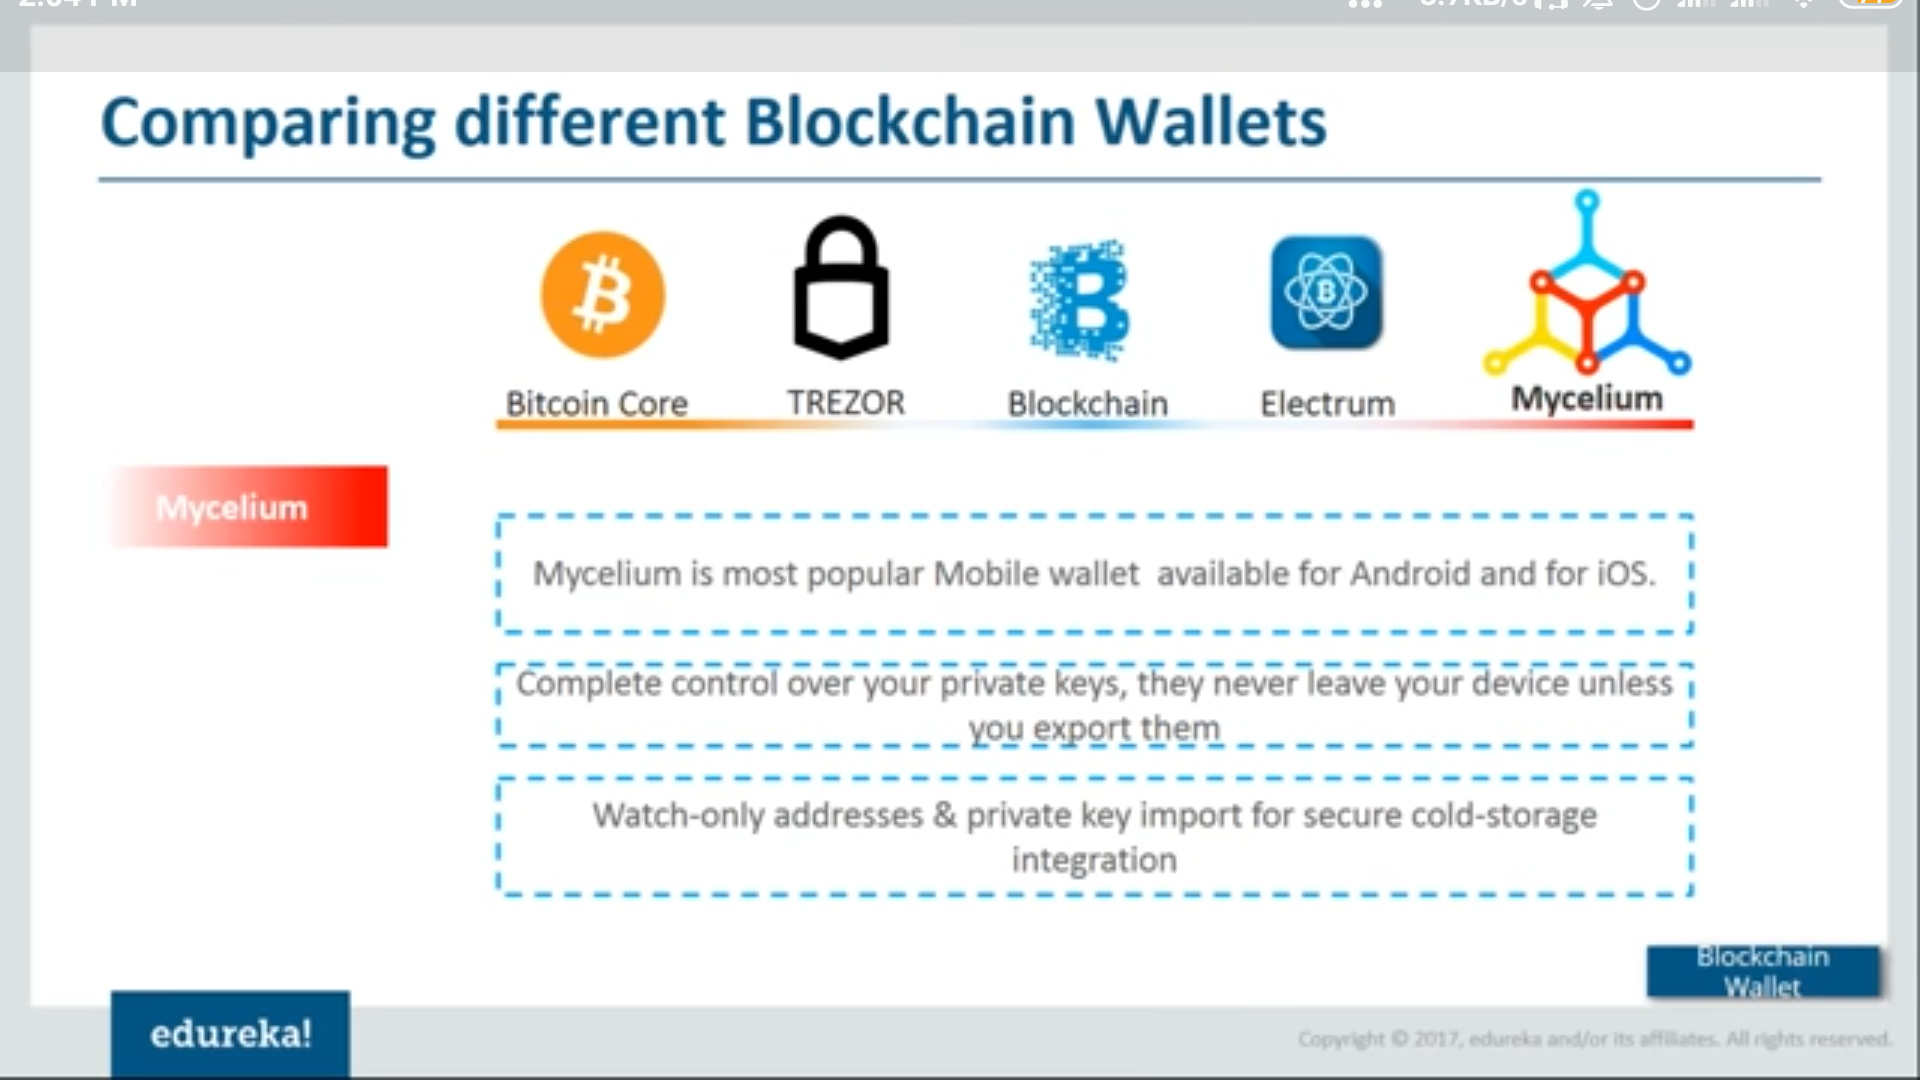 Comparing different Blockchain Wallets
Bitcoin Core
TREZOR
Blockchain
Electrum
Mycelium
Mycelium
Mycelium is most popular Mobile wallet available for Android and for iOS.
Complete control over your private keys, they never leave your device unless
you export them
Watch-only addresses & private key import for secure cold-storage
integration
Blockchain
Wallet
edureka!
Copyright © 2017, edureka and/or its affiliates. All rights reserved.